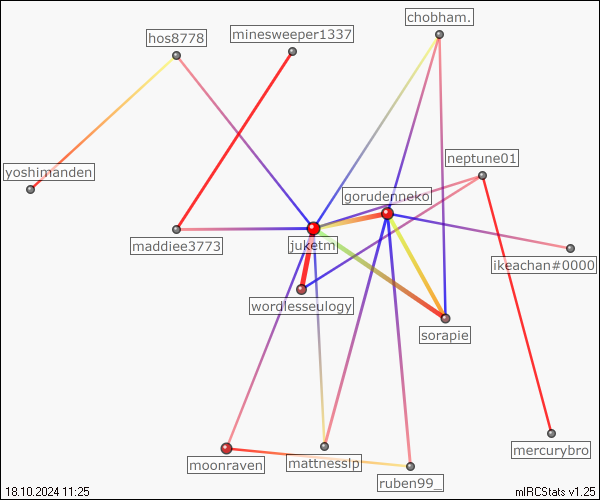 chobham.
minesweeper1337
hos8778
neptune01
yoshimanden
gorudenneko
maddiee3773
juketm
ikeachan#0000
wordlesseulogy
sorapie
mercurybro
moonraven
mattnesslp
ruben99_
18.10.2024 11:25
mIRCStats v1.25